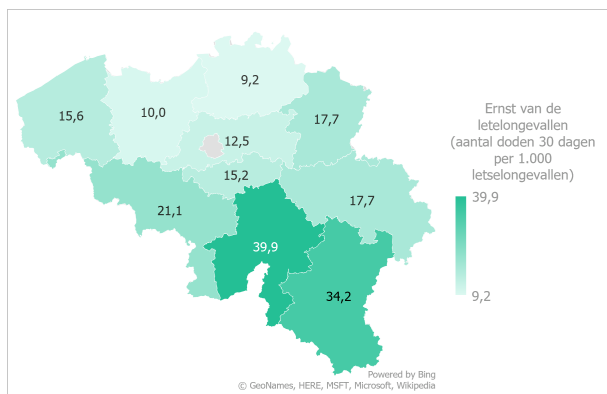 9,2
15,6
10,0
17,7
12,5
15,2
17,7
21,1
39,9
34,2
Ernst van de
letelongevallen
(aantal doden 30 dagen
per 1.000
letselongevallen)
39,9
9,2
Powered by Bing
© GeoNames, HERE, MSFT, Microsoft, Wikipedia